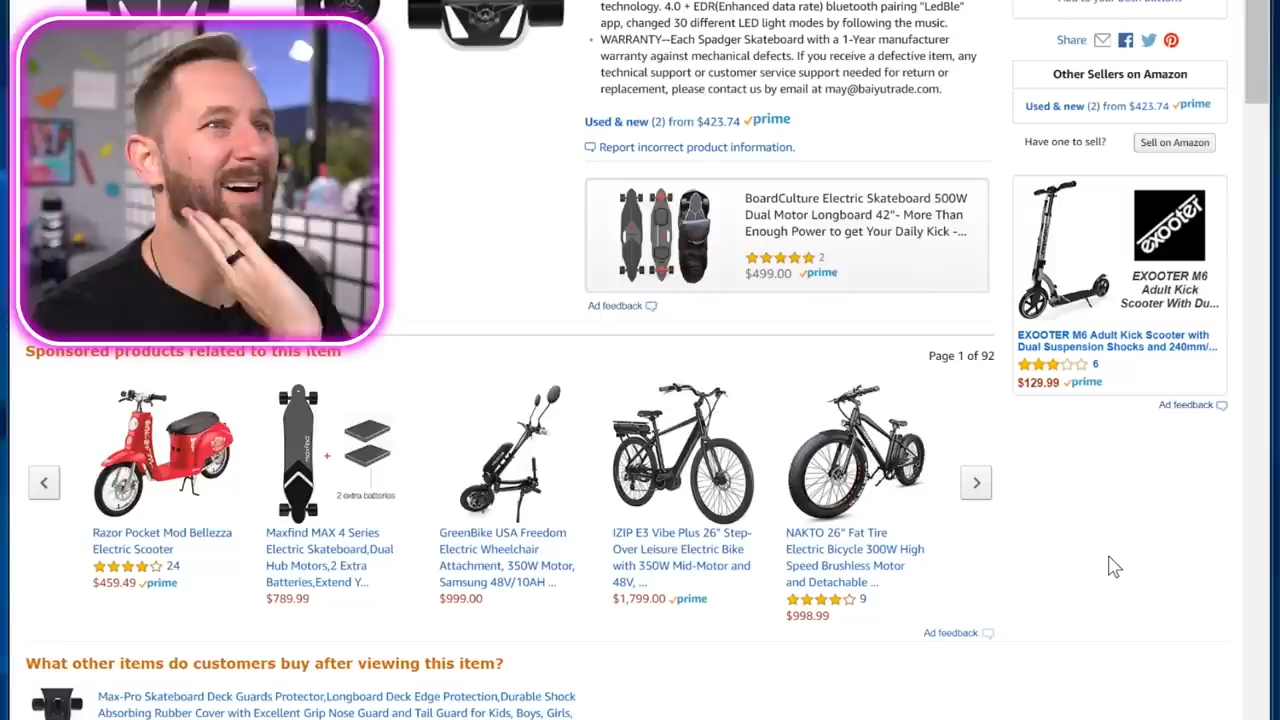 technology. 4.0 + EDR(Enhanced data rate) bluetooth pairing "LedBle"
app, changed 30 different LED light modes by following the music.
WARRANTY--Each Spadger Skateboard with a 1-Year manufacturer
warranty against mechanical defects. If you receive a defective item, any
technical support or customer service support needed for return or
replacement, please contact us by email at may@baiyutrade.com.
Used & new (2) from $423.74 prime
Report incorrect product information.
BoardCulture Electric Skateboard 500W
Dual Motor Longboard 42"- More Than
Enough Power to get Your Daily Kick -...
2
$499.00 prime
Ad feedback
Share
Other Sellers on Amazon
Used & new (2) from $423.74 prime
Have one to sell?
Sell on Amazon
exooter
EXOOTER M6
Adult Kick
Scooter With Du...
EXOOTER M6 Adult Kick Scooter with
Dual Suspension Shocks and 240mm/...
6
$129.99 prime
Ad feedback
Sponsored products related to this item
Page 1 of 92
maxfind
+
2 extra batteries
Razor Pocket Mod Bellezza
Electric Scooter
24
$459.49 prime
Maxfind MAX 4 Series
Electric Skateboard,Dual
Hub Motors,2 Extra
Batteries,Extend Y...
$789.99
GreenBike USA Freedom
Electric Wheelchair
Attachment, 350W Motor,
Samsung 48V/10AH ...
$999.00
IZIP E3 Vibe Plus 26" Step-
Over Leisure Electric Bike
with 350W Mid-Motor and
48V, ...
$1,799.00 prime
NAKTO 26" Fat Tire
Electric Bicycle 300W High
Speed Brushless Motor
and Detachable ...
9
$998.99
Ad feedback
What other items do customers buy after viewing this item?
Max-Pro Skateboard Deck Guards Protector,Longboard Deck Edge Protection,Durable Shock
Absorbing Rubber Cover with Excellent Grip Nose Guard and Tail Guard for Kids, Boys, Girls,